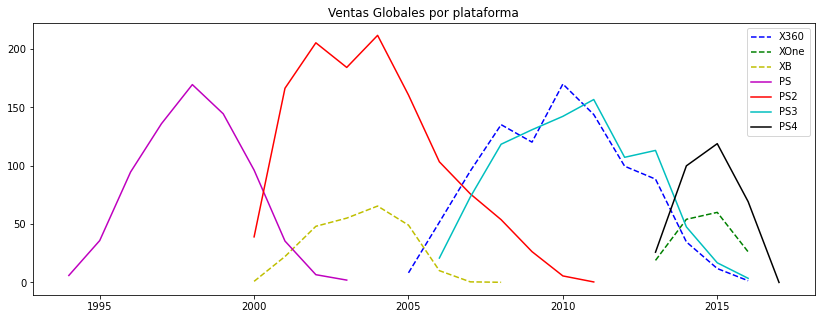 Ventas Globales por plataforma
X360
XOne
XB
PS
PS2
PS3
PS4
200
150
100
50
0
1995 2000 2005 2010 2015